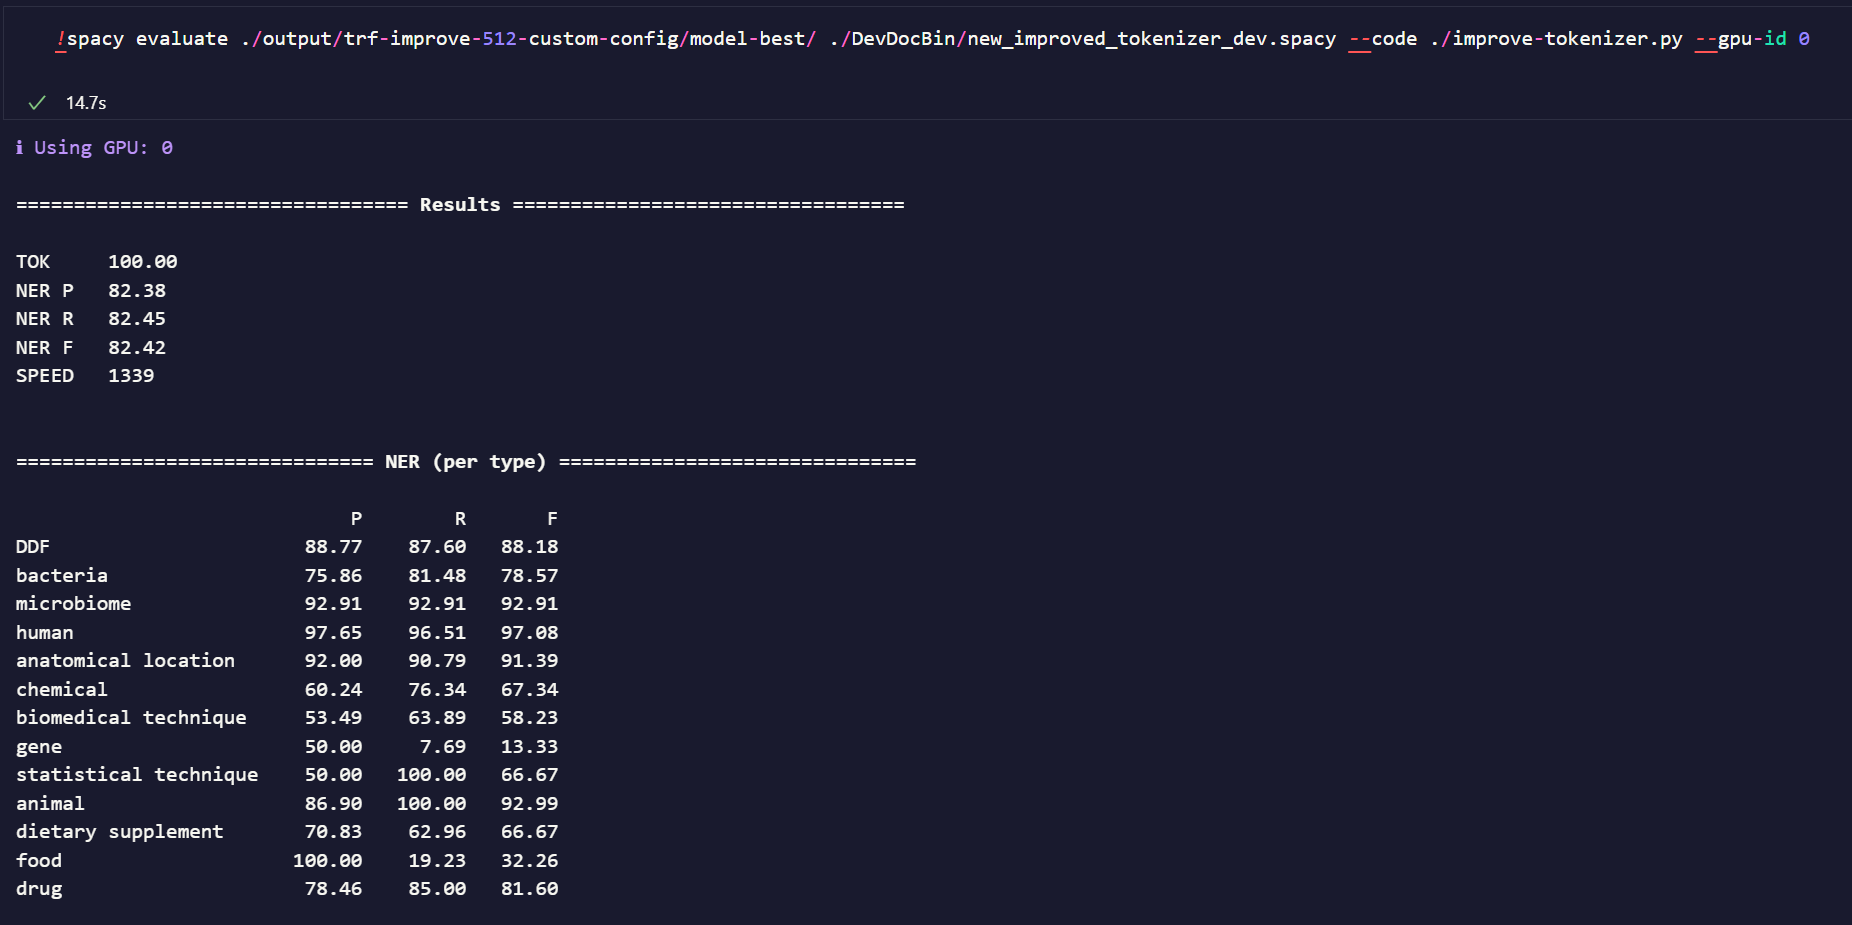 !spacy evaluate ./output/trf-improve-512-custom-config/model-best/ ./DevDocBin/new_improved_tokenizer_dev.spacy --code ./improve-tokenizer.py --gpu-id 0
✓ 14.7s
ℹ Using GPU: 0
================================== Results ==================================
TOK 100.00
NER P 82.38
NER R 82.45
NER F 82.42
SPEED 1339
=============================== NER (per type) ===============================
P R F
DDF 88.77 87.60 88.18
bacteria 75.86 81.48 78.57
microbiome 92.91 92.91 92.91
human 97.65 96.51 97.08
anatomical location 92.00 90.79 91.39
chemical 60.24 76.34 67.34
biomedical technique 53.49 63.89 58.23
gene 50.00 7.69 13.33
statistical technique 50.00 100.00 66.67
animal 86.90 100.00 92.99
dietary supplement 70.83 62.96 66.67
food 100.00 19.23 32.26
drug 78.46 85.00 81.60